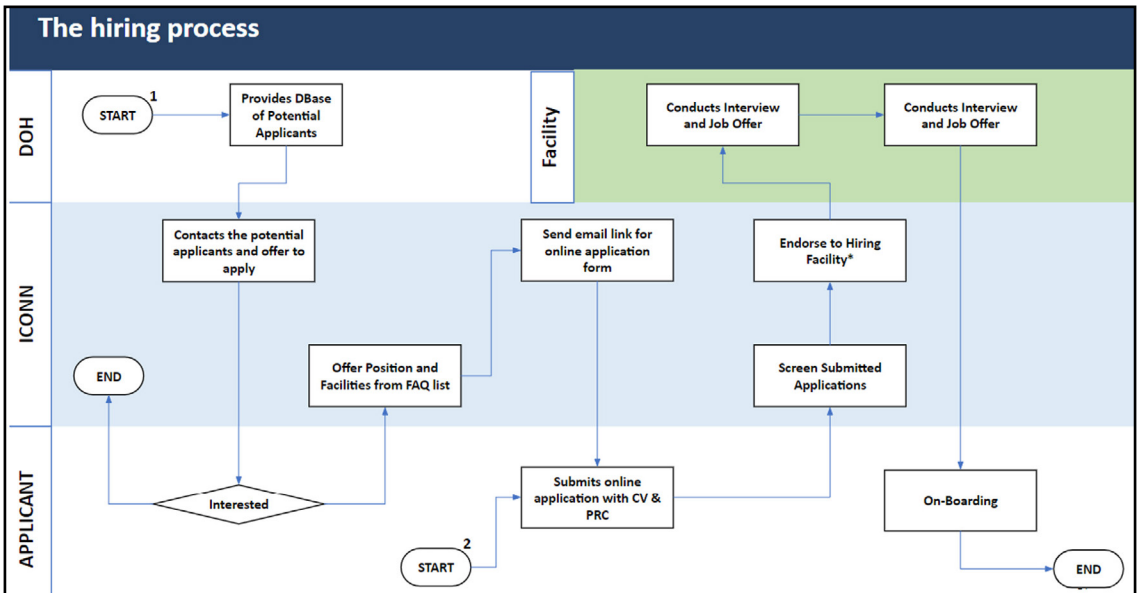 The hiring process
DOH
START
1
Provides DBase
of Potential
Applicants
Facility
Conducts Interview
and Job Offer
Conducts Interview
and Job Offer
ICONN
Contacts the potential
applicants and offer to
apply
Send email link for
online application
form
Endorse to Hiring
Facility*
END
Offer Position and
Facilities from FAQ list
Screen Submitted
Applications
APPLICANT
Interested
Submits online
application with CV &
PRC
On-Boarding
START
2
END